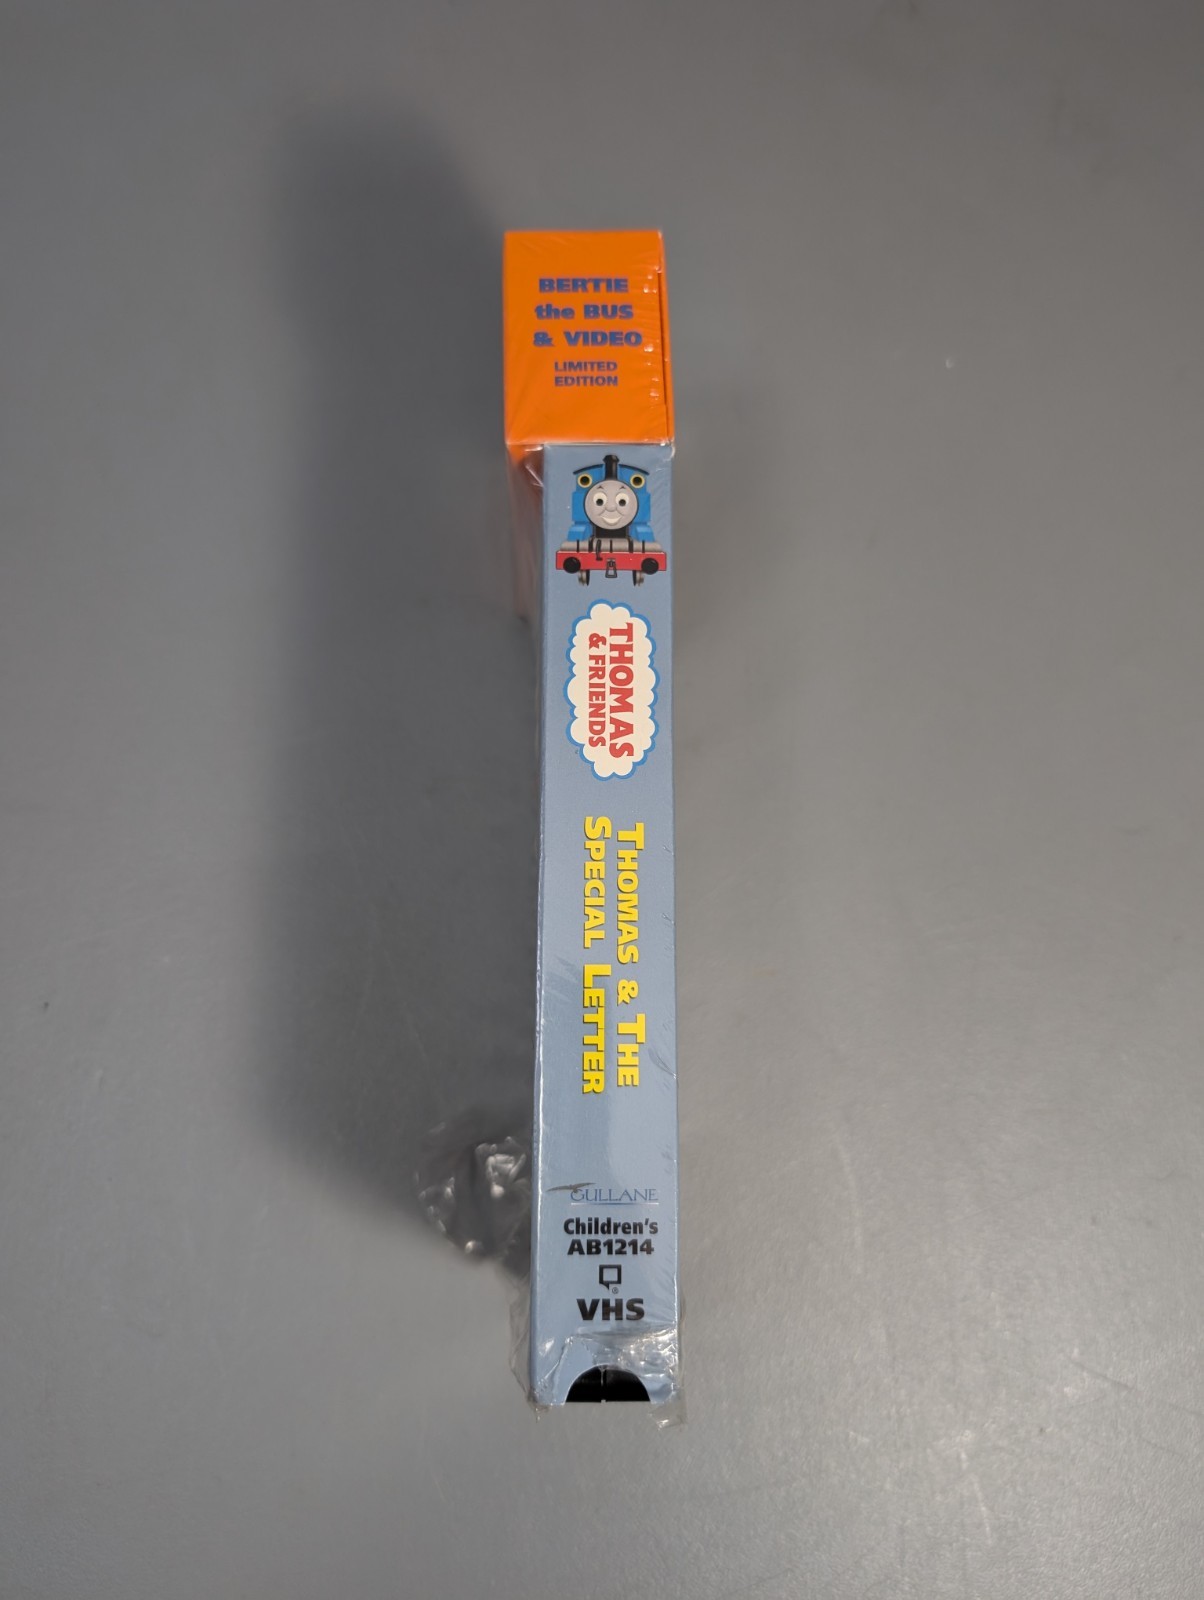 BERTIE
the BUS
& VIDEO
LIMITED
EDITION
THOMAS
& FRIENDS
THOMAS & THE
SPECIAL LETTER
GULLANE
Children's
AB1214
®
VHS